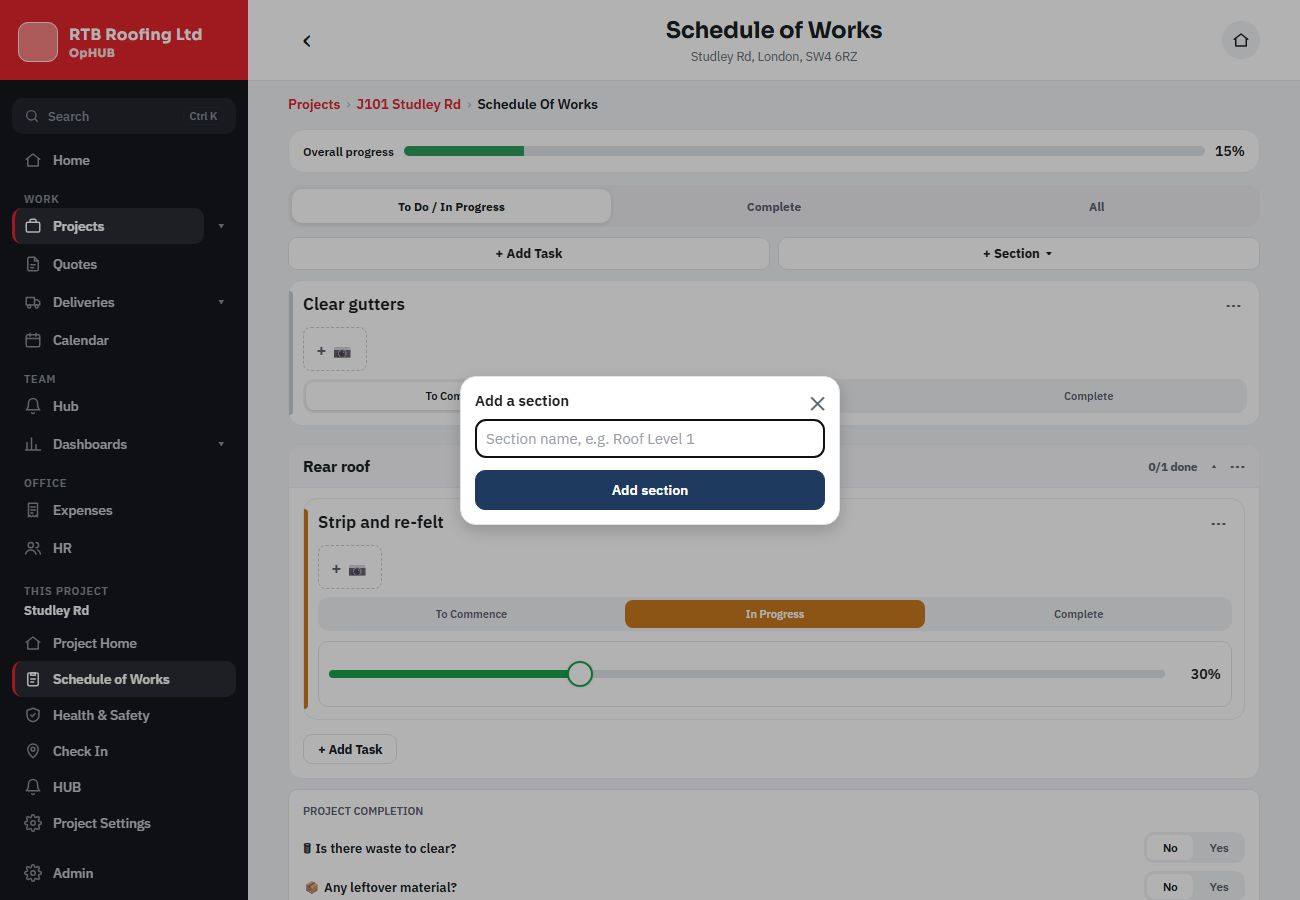 RTB Roofing Ltd
OpHUB
Search Ctrl K
Home
WORK
Projects
Quotes
Deliveries
Calendar
TEAM
Hub
Dashboards
OFFICE
Expenses
HR
THIS PROJECT
Studley Rd
Project Home
Schedule of Works
Health & Safety
Check In
HUB
Project Settings
Admin
Schedule of Works
Studley Rd, London, SW4 6RZ
Projects › J101 Studley Rd › Schedule Of Works
Overall progress 15%
To Do / In Progress Complete All
+ Add Task + Section
Clear gutters
+
To Com Complete
Add a section
Section name, e.g. Roof Level 1
Add section
Rear roof 0/1 done
Strip and re-felt
+
To Commence In Progress Complete
30%
+ Add Task
PROJECT COMPLETION
Is there waste to clear? No Yes
Any leftover material? No Yes